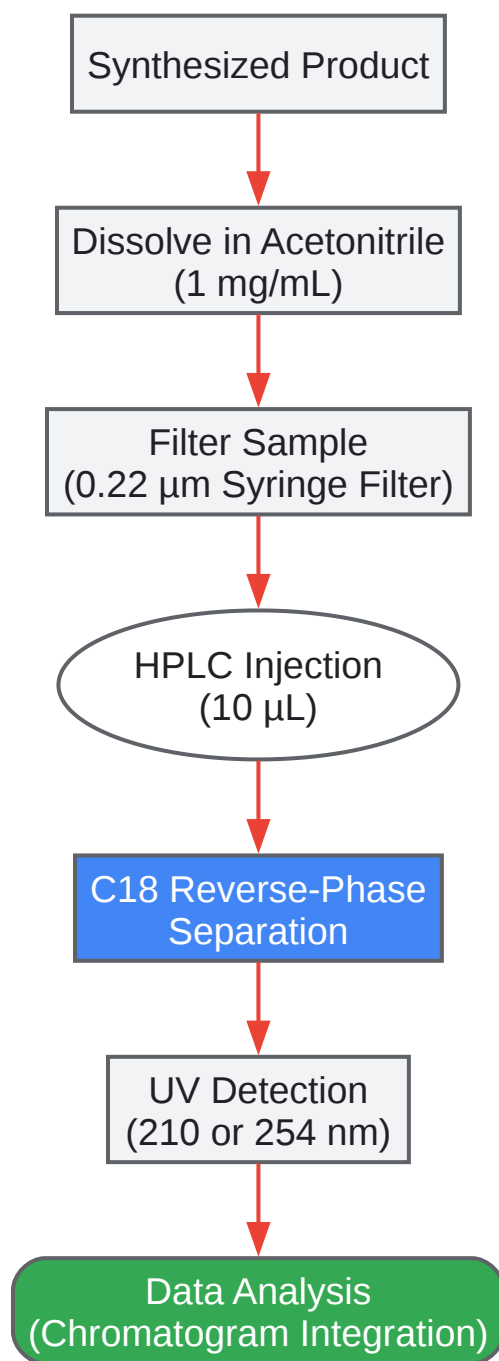 Synthesized Product
Dissolve in Acetonitrile
(1 mg/mL)
Filter Sample
(0.22 µm Syringe Filter)
HPLC Injection
(10 µL)
C18 Reverse-Phase
Separation
UV Detection
(210 or 254 nm)
Data Analysis
(Chromatogram Integration)